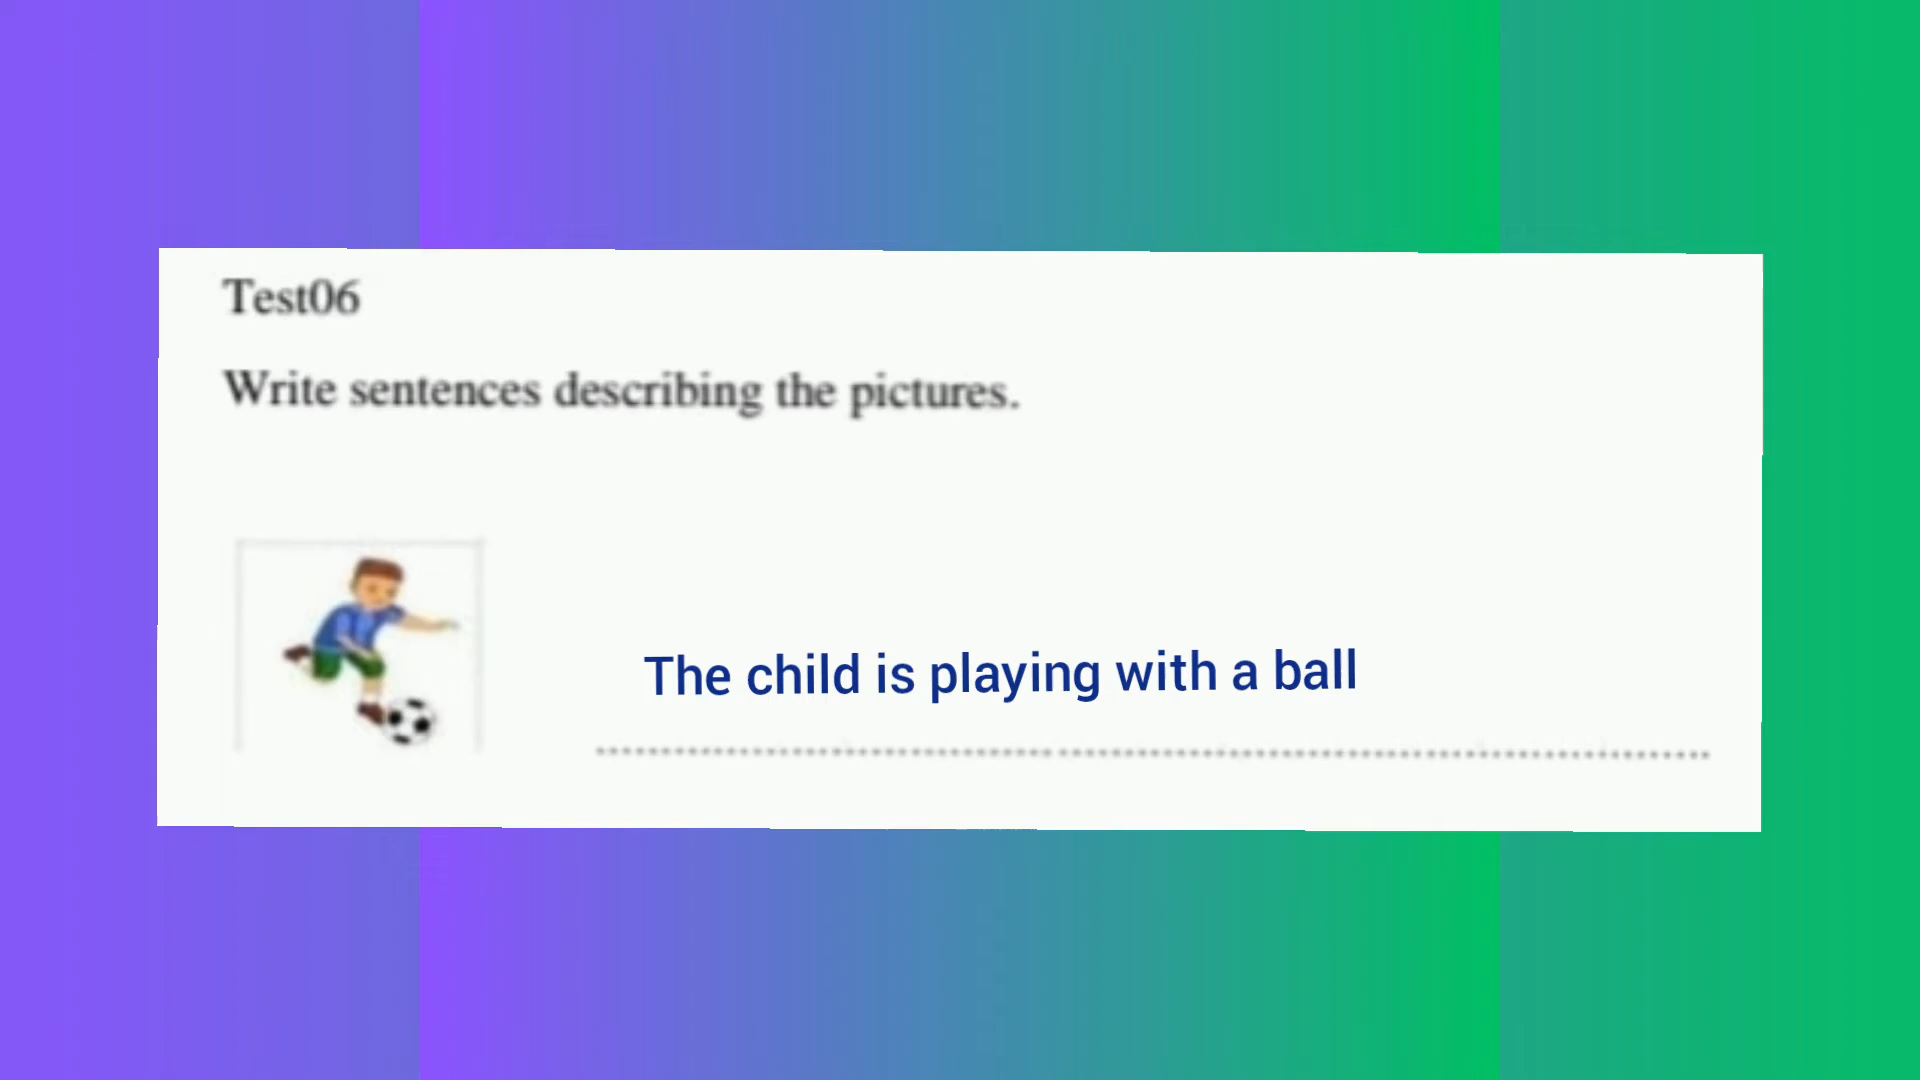 Test06
Write sentences describing the pictures.
The child is playing with a ball